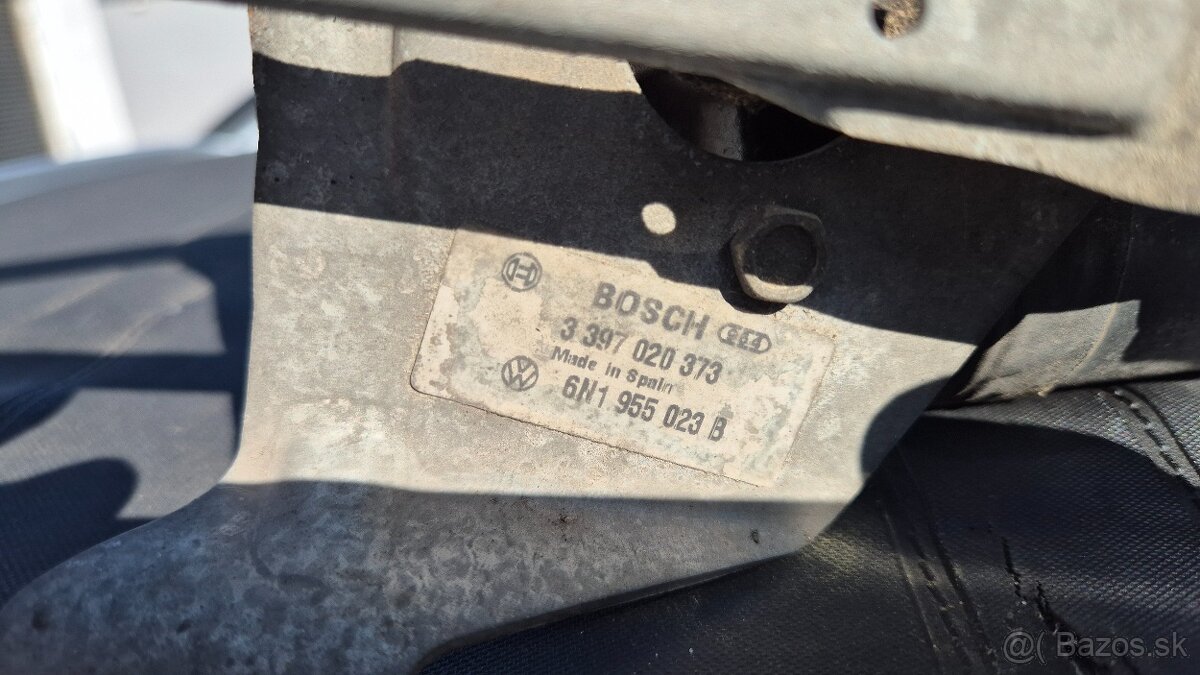 BOSCH
3 397 020 373
Made in Spain
6N1 955 023 B
@( Bazos.sk